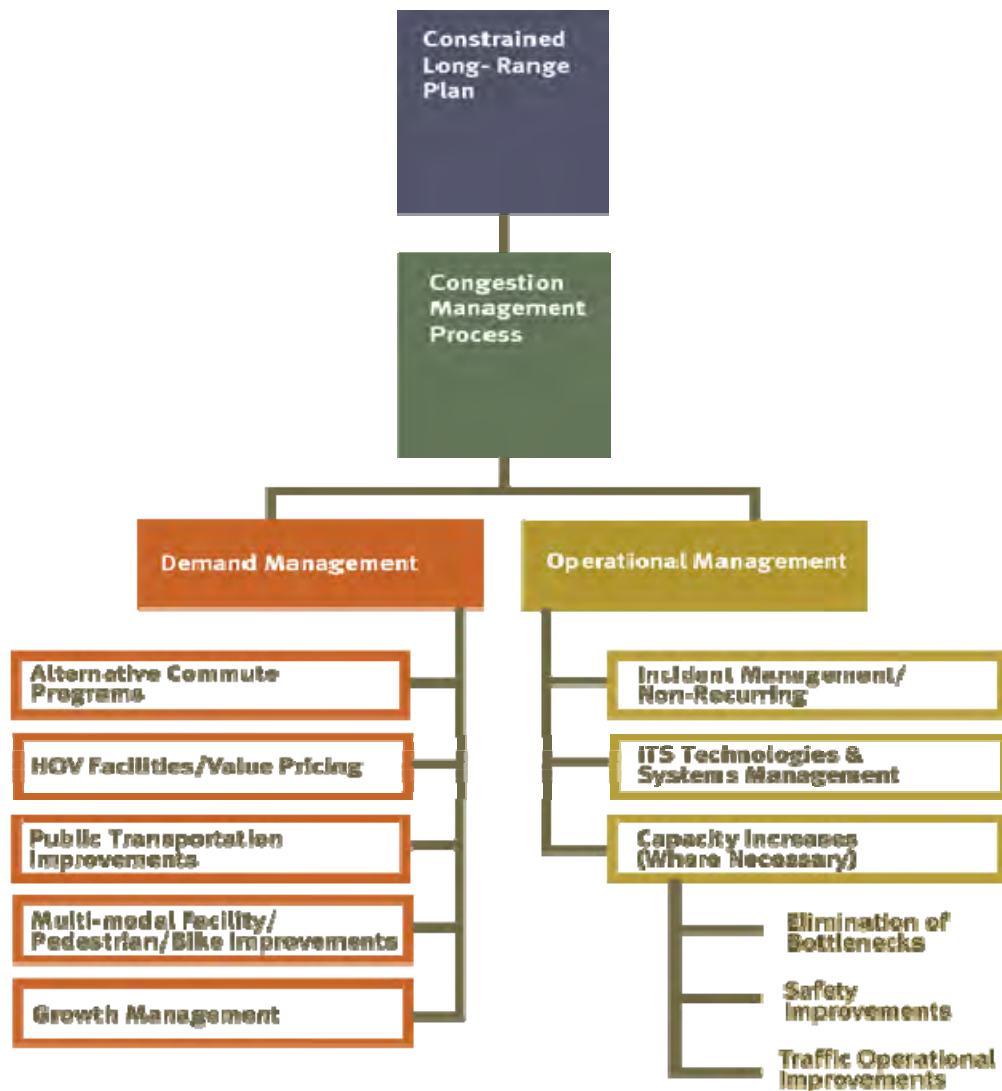 Constrained
Long- Range
Plan
Congestion
Management
Process
Demand Management
Operational Management
Alternative Commute
Programs
HOV Facilities/Value Pricing
Public Transportation
Improvements
Multi-modal Facility/
Pedestrian/Bike Improvements
Growth Management
Incident Management/
Non-Recurring
ITS Technologies &
Systems Management
Capacity Increases
(Where Necessary)
Elimination of
Bottlenecks
Safety
Improvements
Traffic Operational
Improvements